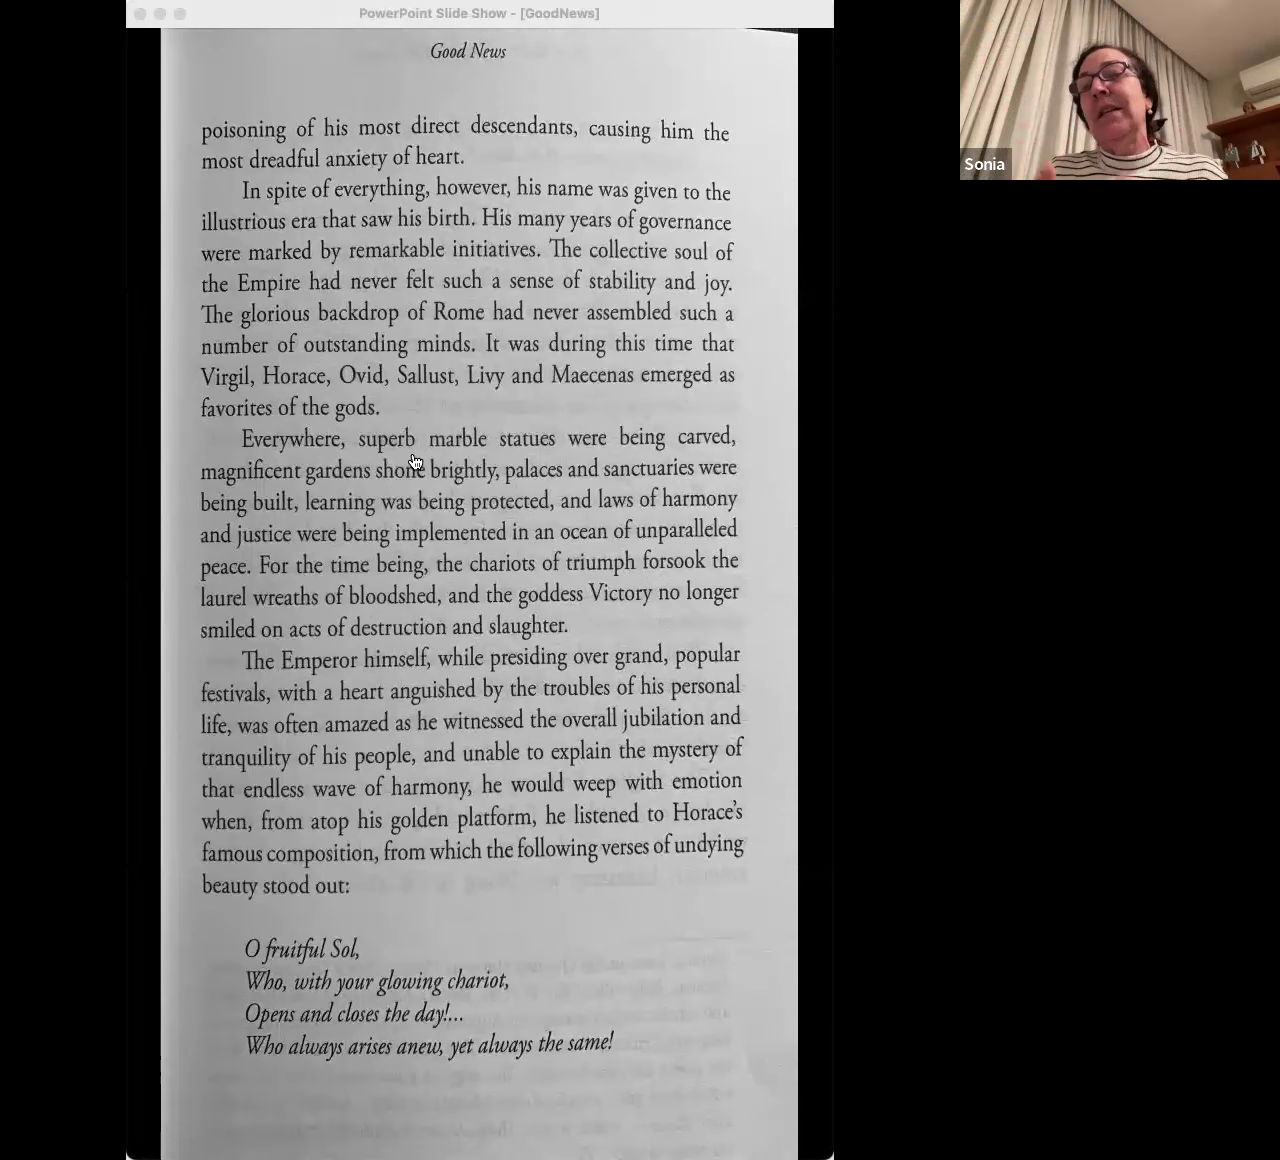 PowerPoint Slide Show - [GoodNews]
Good News
poisoning of his most direct descendants, causing him the
most dreadful anxiety of heart.
In spite of everything, however, his name was given to the
illustrious era that saw his birth. His many years of governance
were marked by remarkable initiatives. The collective soul of
the Empire had never felt such a sense of stability and joy.
The glorious backdrop of Rome had never assembled such a
number of outstanding minds. It was during this time that
Virgil, Horace, Ovid, Sallust, Livy and Maecenas emerged as
favorites of the gods.
Everywhere, superb marble statues were being carved,
magnificent gardens shone brightly, palaces and sanctuaries were
being built, learning was being protected, and laws of harmony
and justice were being implemented in an ocean of unparalleled
peace. For the time being, the chariots of triumph forsook the
laurel wreaths of bloodshed, and the goddess Victory no longer
smiled on acts of destruction and slaughter.
The Emperor himself, while presiding over grand, popular
festivals, with a heart anguished by the troubles of his personal
life, was often amazed as he witnessed the overall jubilation and
tranquility of his people, and unable to explain the mystery of
that endless wave of harmony, he would weep with emotion
when, from atop his golden platform, he listened to Horace's
famous composition, from which the following verses of undying
beauty stood out:
O fruitful Sol,
Who, with your glowing chariot,
Opens and closes the day!...
Who always arises anew, yet always the same!
Sonia